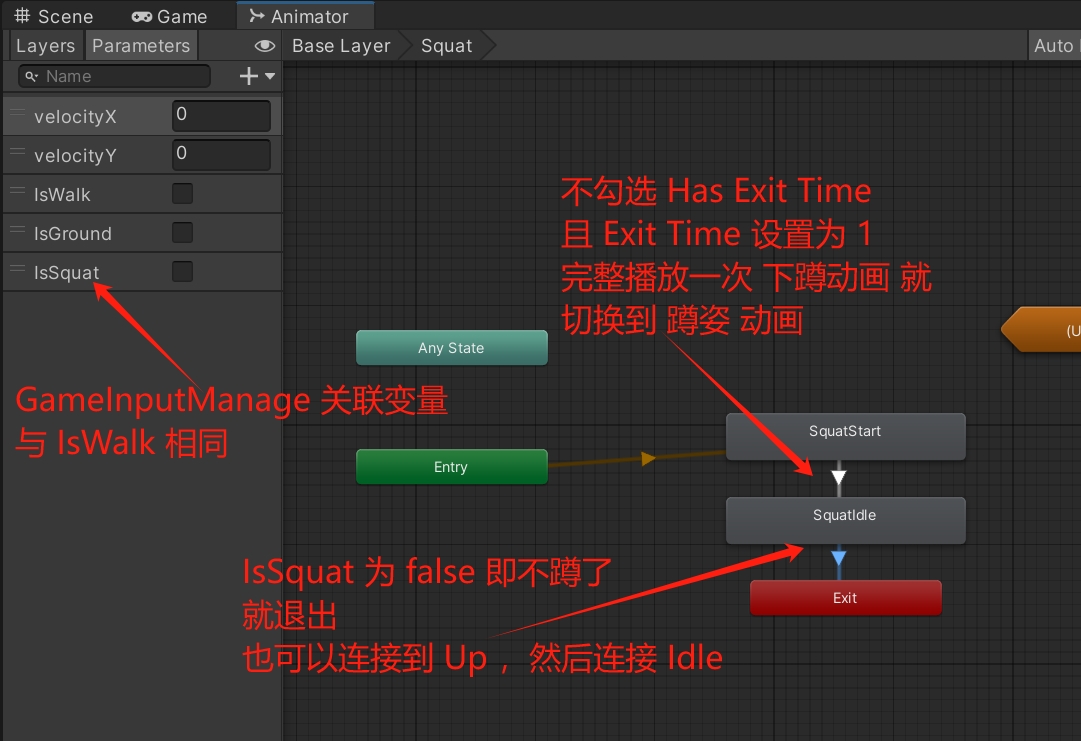 Scene Game Animator
Layers Parameters Base Layer Squat Auto
Name
velocityX 0
velocityY 0
IsWalk
IsGround
IsSquat
不勾选 Has Exit Time
且 Exit Time 设置为 1
完整播放一次 下蹲动画 就
切换到 蹲姿 动画
(U
Any State
GameInputManage 关联变量
与 IsWalk 相同
SquatStart
Entry
SquatIdle
IsSquat 为 false 即不蹲了
就退出
也可以连接到 Up ，然后连接 Idle
Exit